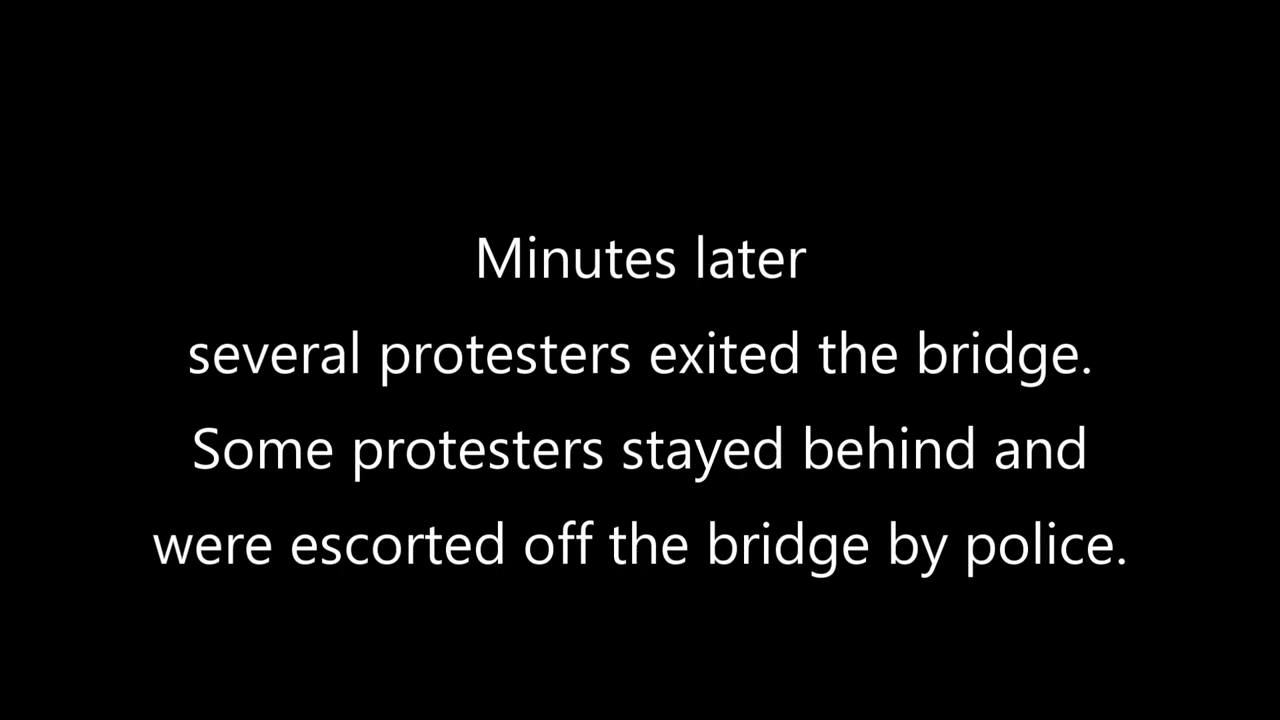 Minutes later
several protesters exited the bridge.
Some protesters stayed behind and
were escorted off the bridge by police.